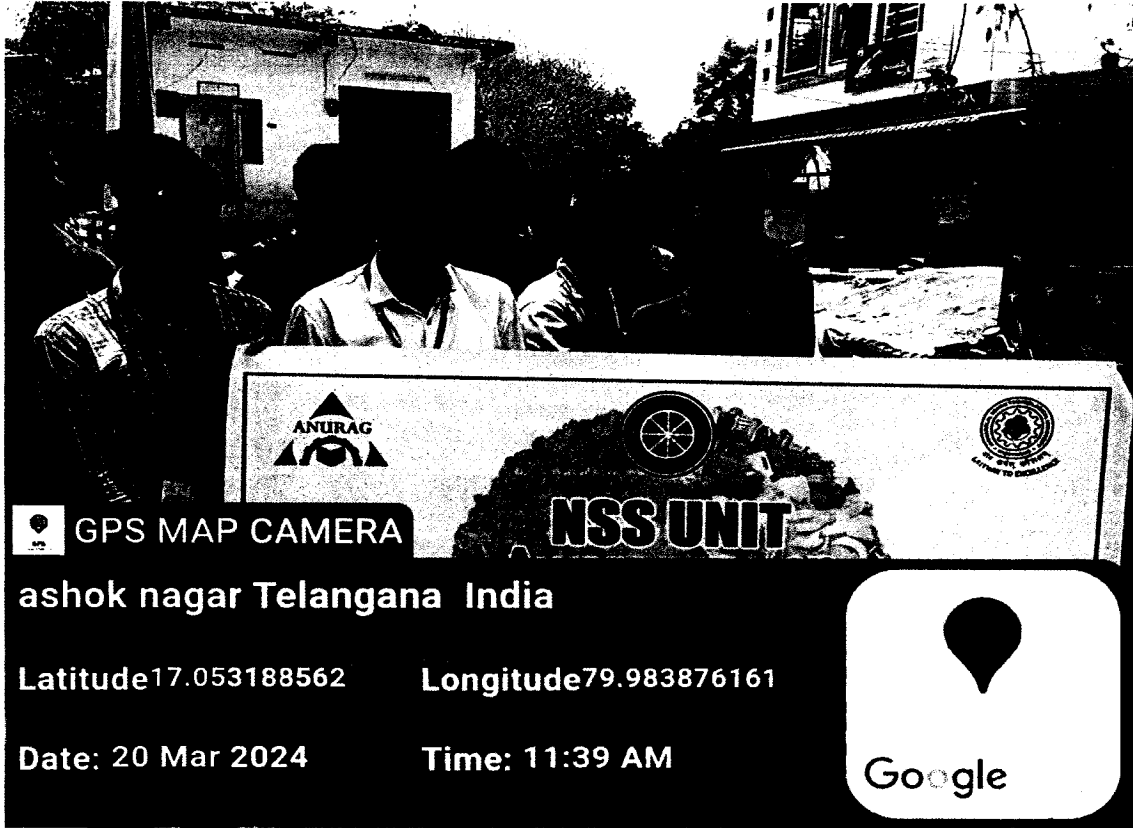 ANURAG
NSS UNIT
GPS MAP CAMERA
ashok nagar Telangana India
Latitude17.053188562
Longitude79.983876161
Date: 20 Mar 2024
Time: 11:39 AM
Google